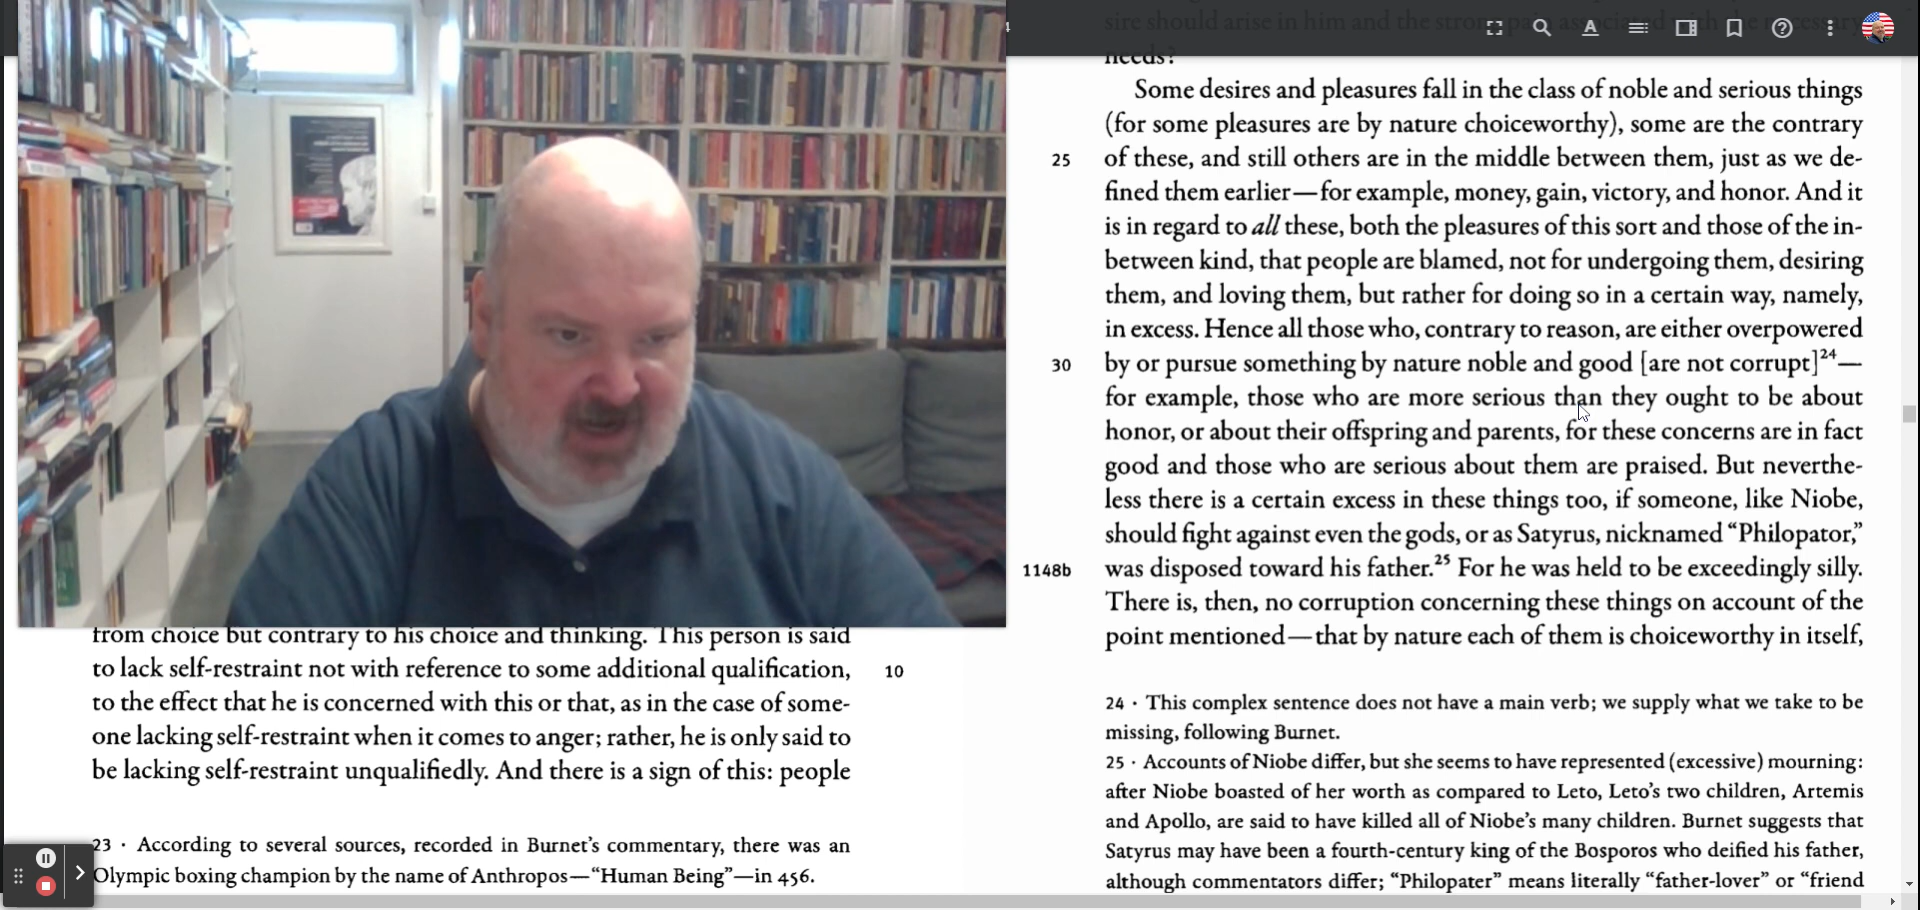 from choice but contrary to his choice and thinking. This person is said
to lack self-restraint not with reference to some additional qualification,
10
to the effect that he is concerned with this or that, as in the case of some-
one lacking self-restraint when it comes to anger; rather, he is only said to
be lacking self-restraint unqualifiedly. And there is a sign of this: people
23 · According to several sources, recorded in Burnet’s commentary, there was an
Olympic boxing champion by the name of Anthropos—“Human Being”—in 456.
sire should arise in him and the strong pain associated with the necessary
needs?
Some desires and pleasures fall in the class of noble and serious things
(for some pleasures are by nature choiceworthy), some are the contrary
25
of these, and still others are in the middle between them, just as we de-
fined them earlier—for example, money, gain, victory, and honor. And it
is in regard to all these, both the pleasures of this sort and those of the in-
between kind, that people are blamed, not for undergoing them, desiring
them, and loving them, but rather for doing so in a certain way, namely,
in excess. Hence all those who, contrary to reason, are either overpowered
30
by or pursue something by nature noble and good [are not corrupt]²⁴—
for example, those who are more serious than they ought to be about
honor, or about their offspring and parents, for these concerns are in fact
good and those who are serious about them are praised. But neverthe-
less there is a certain excess in these things too, if someone, like Niobe,
should fight against even the gods, or as Satyrus, nicknamed “Philopator,”
1148b
was disposed toward his father.²⁵ For he was held to be exceedingly silly.
There is, then, no corruption concerning these things on account of the
point mentioned—that by nature each of them is choiceworthy in itself,
24 · This complex sentence does not have a main verb; we supply what we take to be
missing, following Burnet.
25 · Accounts of Niobe differ, but she seems to have represented (excessive) mourning:
after Niobe boasted of her worth as compared to Leto, Leto’s two children, Artemis
and Apollo, are said to have killed all of Niobe’s many children. Burnet suggests that
Satyrus may have been a fourth-century king of the Bosporos who deified his father,
although commentators differ; “Philopater” means literally “father-lover” or “friend